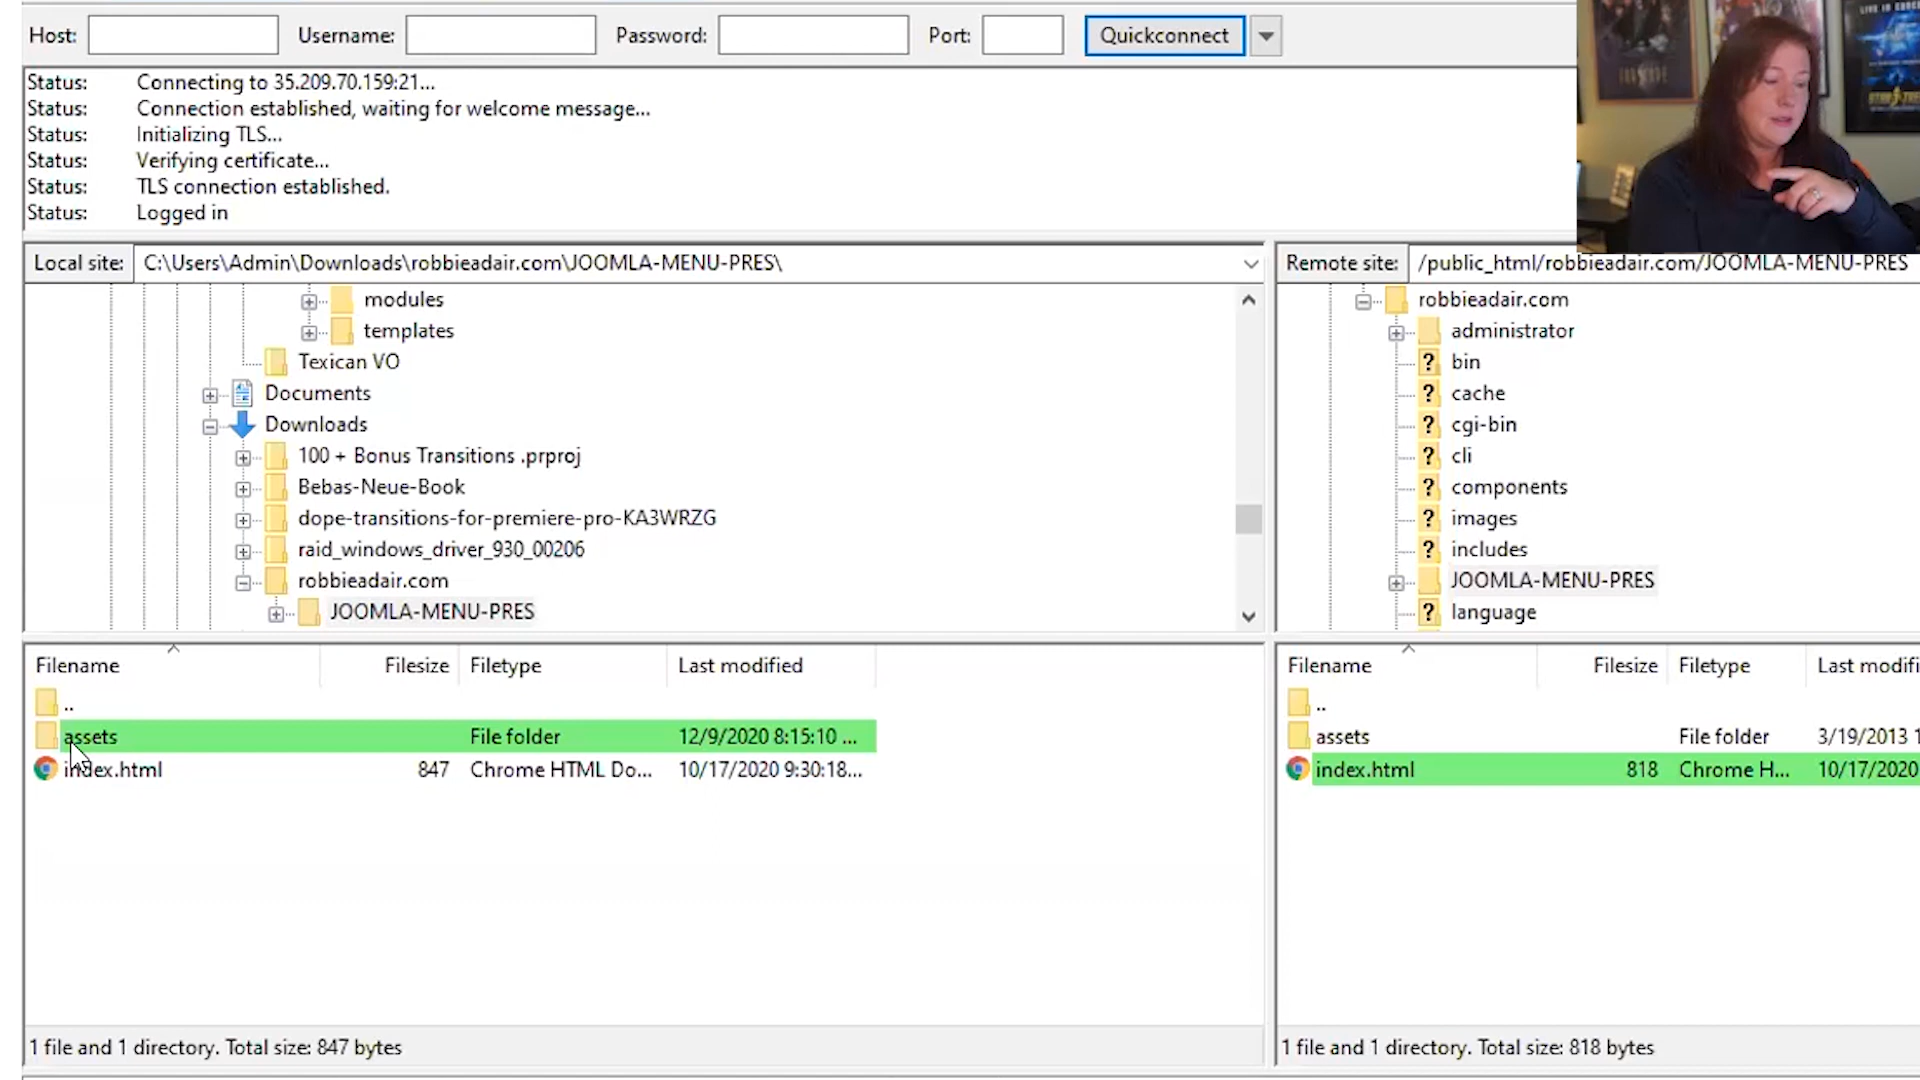 Host: Username: Password: Port: Quickconnect
Status: Connecting to 35.209.70.159:21...
Status: Connection established, waiting for welcome message...
Status: Initializing TLS...
Status: Verifying certificate...
Status: TLS connection established.
Status: Logged in
LIVE IN CONCERT
FARSCAPE
STAR TREK
Local site: C:\Users\Admin\Downloads\robbieadair.com\JOOMLA-MENU-PRES\
modules
templates
Texican VO
Documents
Downloads
100 + Bonus Transitions .prproj
Bebas-Neue-Book
dope-transitions-for-premiere-pro-KA3WRZG
raid_windows_driver_930_00206
robbieadair.com
JOOMLA-MENU-PRES
Remote site: /public_html/robbieadair.com/JOOMLA-MENU-PRES
robbieadair.com
administrator
? bin
? cache
? cgi-bin
? cli
? components
? images
? includes
JOOMLA-MENU-PRES
? language
Filename Filesize Filetype Last modified
..
assets File folder 12/9/2020 8:15:10 ...
index.html 847 Chrome HTML Do... 10/17/2020 9:30:18...
1 file and 1 directory. Total size: 847 bytes
Filename Filesize Filetype Last modifi
..
assets File folder 3/19/2013 1
index.html 818 Chrome H... 10/17/2020
1 file and 1 directory. Total size: 818 bytes